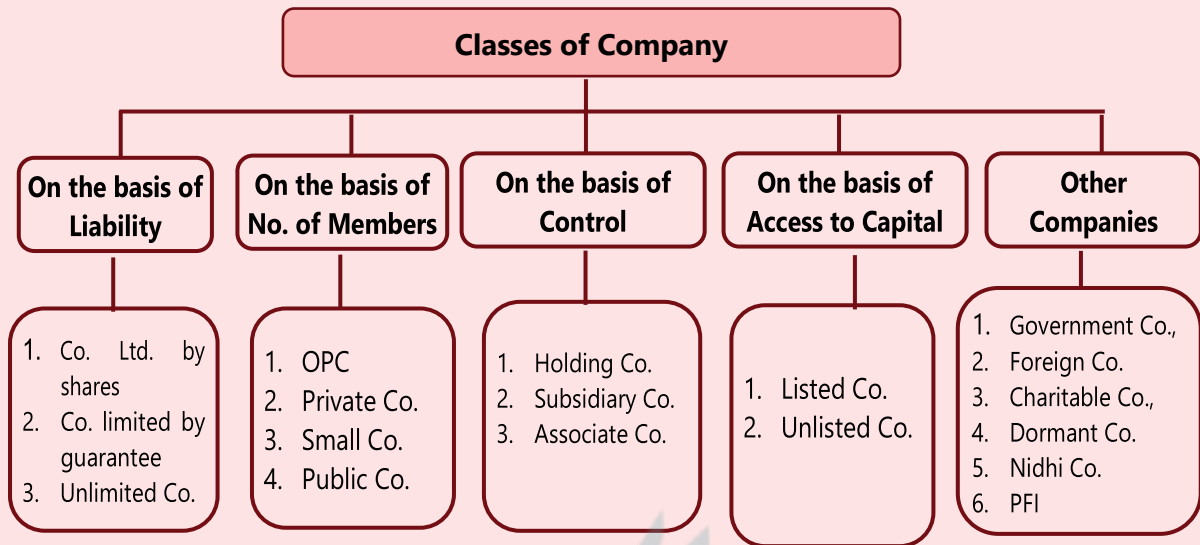 Classes of Company
On the basis of
Liability
On the basis of
No. of Members
On the basis of
Control
On the basis of
Access to Capital
Other
Companies
1. Co. Ltd. by
shares
2. Co. limited by
guarantee
3. Unlimited Co.
1. OPC
2. Private Co.
3. Small Co.
4. Public Co.
1. Holding Co.
2. Subsidiary Co.
3. Associate Co.
1. Listed Co.
2. Unlisted Co.
1. Government Co.,
2. Foreign Co.
3. Charitable Co.,
4. Dormant Co.
5. Nidhi Co.
6. PFI